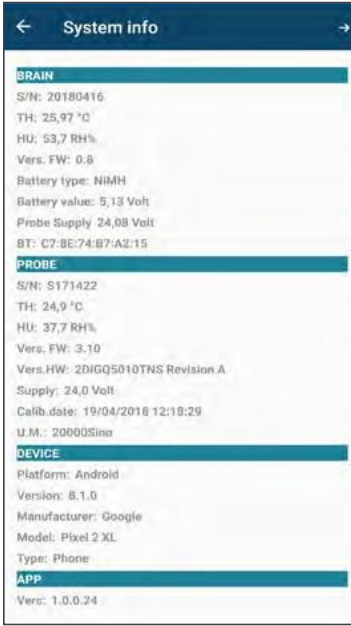 System info
BRAIN
S/N: 20180416
TH: 25,97 °C
HU: 53,7 RH%
Vers. FW: 0.8
Battery type: NiMH
Battery value: 5,13 Volt
Probe Supply 24,08 Volt
BT: C7:8E:74:B7:A2:15
PROBE
S/N: S171422
TH: 24,9 °C
HU: 37,7 RH%
Vers. FW: 3.10
Vers.HW: 2DIGQ5010TNS Revision A
Supply: 24,0 Volt
Calib.date: 19/04/2018 12:18:29
U.M.: 20000Sinα
DEVICE
Platform: Android
Version: 8.1.0
Manufacturer: Google
Model: Pixel 2 XL
Type: Phone
APP
Vers: 1.0.0.24